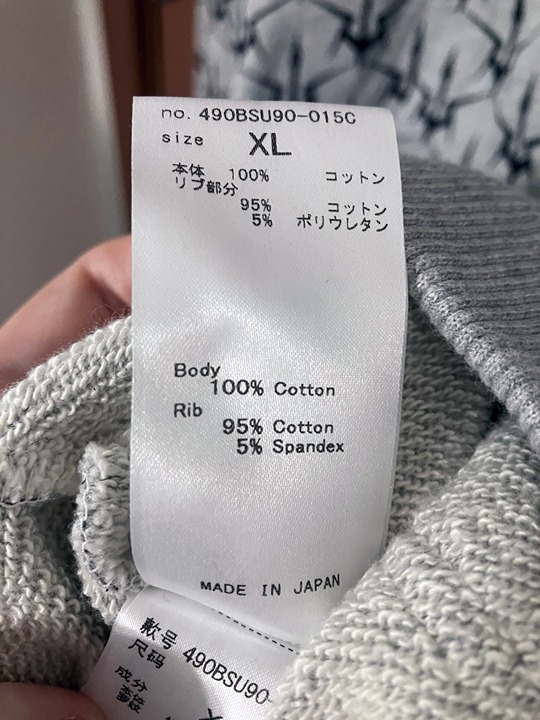 no. 490BSU90-015C
size XL
本体 100% コットン
リブ部分
95% コットン
5% ポリウレタン
Body
100% Cotton
Rib
95% Cotton
5% Spandex
MADE IN JAPAN
款号 490BSU90-
尺码
成分